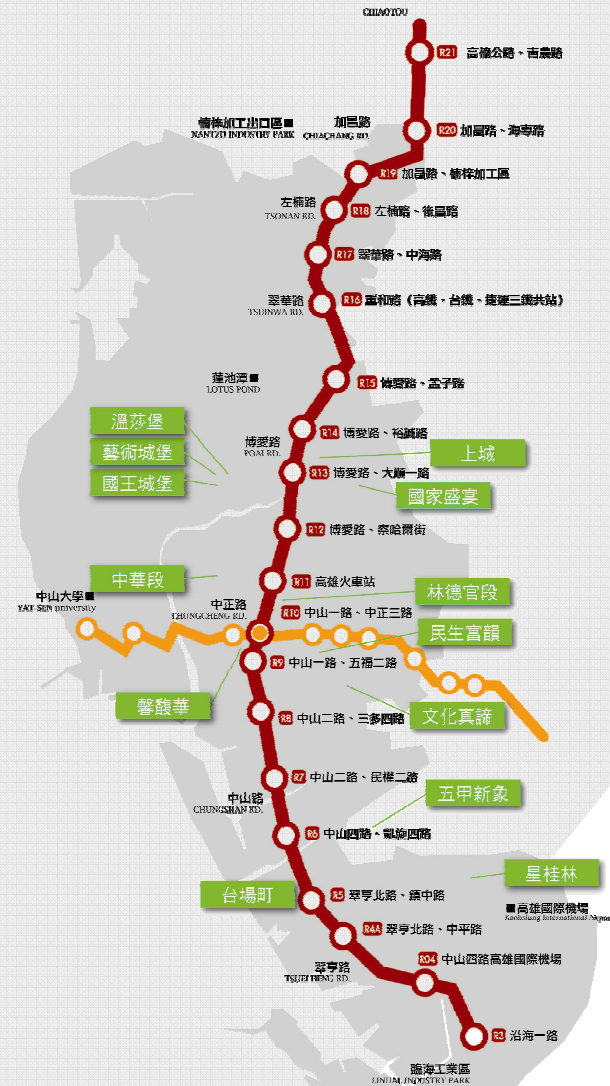 CHIAOTOU
R21 高楠公路、青農路
楠梓加工出口區■
NANTZU INDUSTRY PARK
加昌路
CHIACHANG RD.
R20 加昌路、海專路
R19 加昌路、楠梓加工區
左楠路
TSONAN RD.
R18 左楠路、後昌路
R17 翠華路、中海路
翠華路
TSUINWA RD.
R16 重和路《高鐵、台鐵、捷運三鐵共站》
蓮池潭■
LOTUS POND
R15 博愛路、孟子路
溫莎堡
藝術城堡
國王城堡
博愛路
POAI RD.
R14 博愛路、裕誠路
上城
R13 博愛路、大順一路
國家盛宴
R12 博愛路、察哈爾街
中華段
R11 高雄火車站
林德官段
中山大學■
YAT-SEN university
中正路
CHUNGCHENG RD.
R10 中山一路、中正三路
民生富韻
R9 中山一路、五福二路
馨馥華
R8 中山二路、三多四路
文化真諦
R7 中山二路、民權二路
中山路
CHUNGSHAN RD.
五甲新象
R6 中山四路、凱旋四路
星桂林
台場町
R5 翠亨北路、鎮中路
■高雄國際機場
Kaohsiung International Airport
R4A 翠亨北路、中平路
翠亨路
TSUEI HENG RD.
R04 中山四路高雄國際機場
R3 沿海一路
臨海工業區
LINHAI INDUSTRY PARK